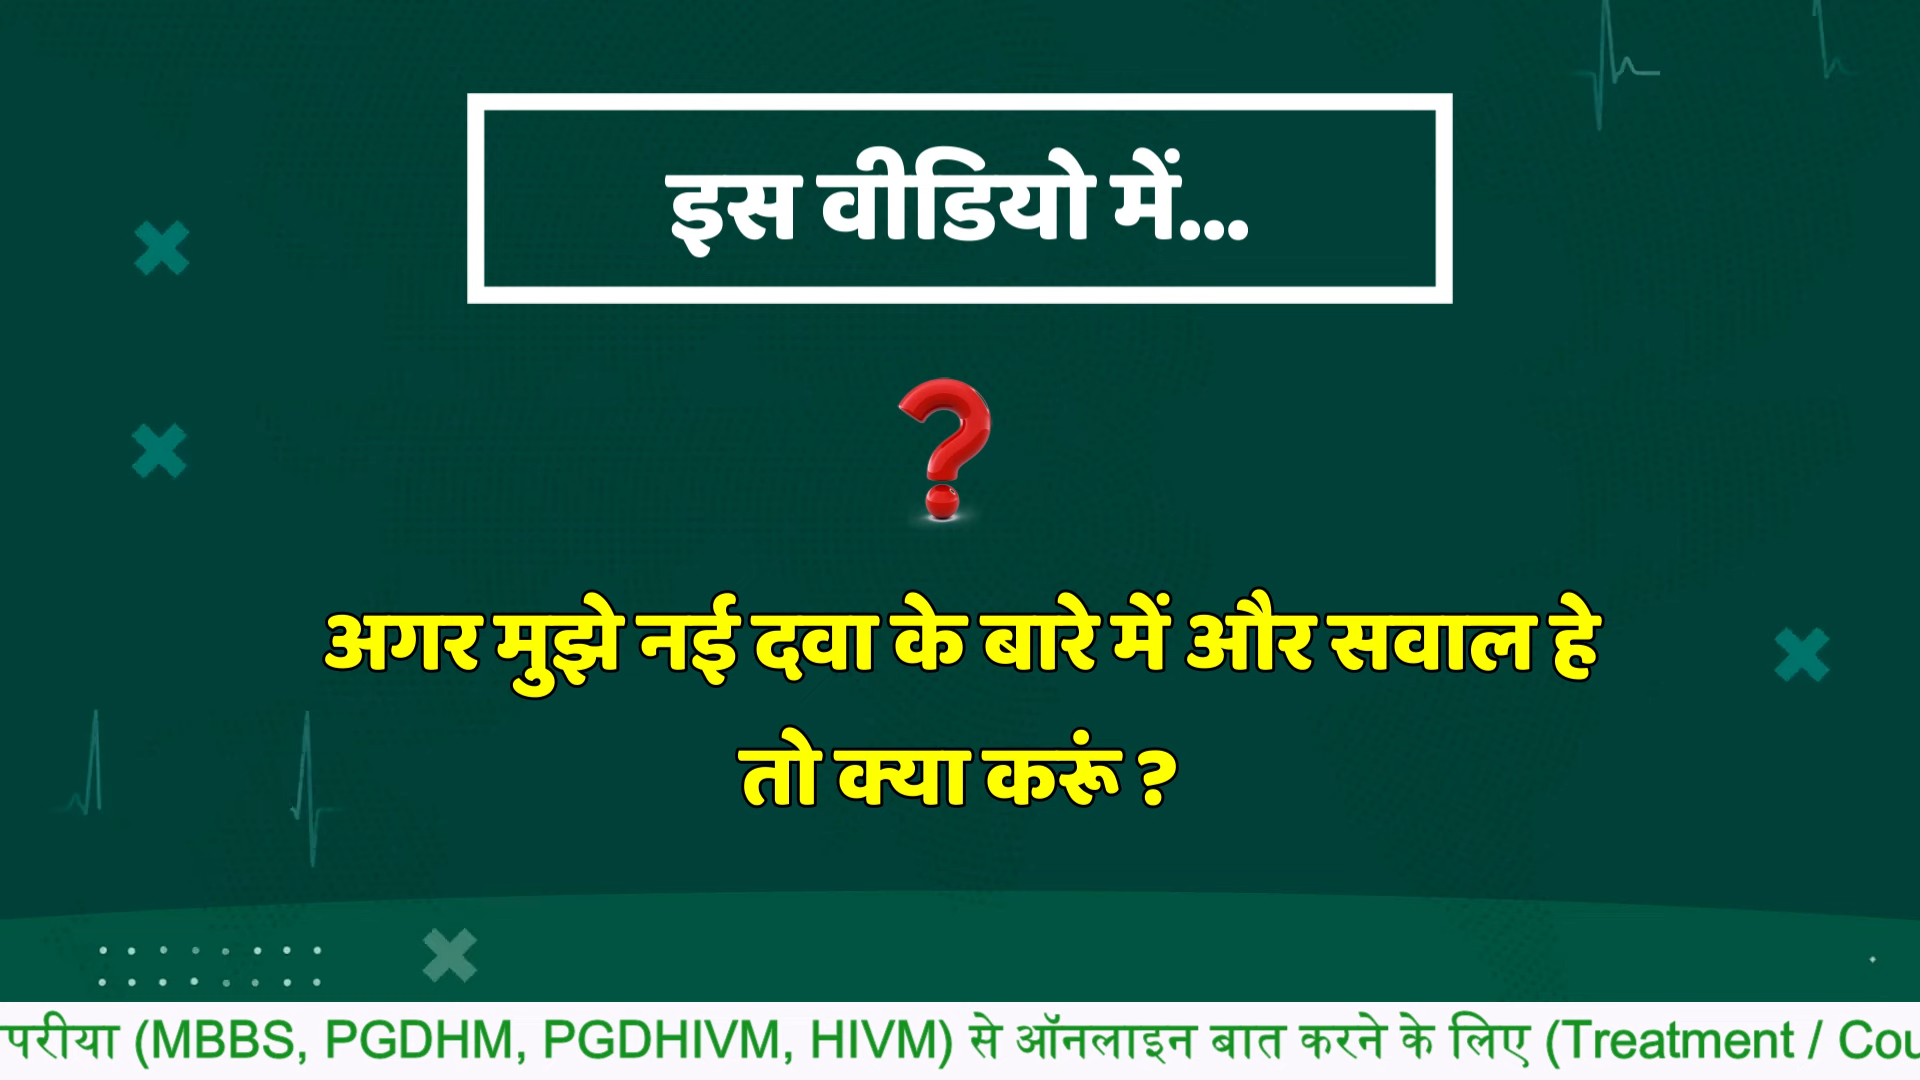 इस वीडियो में...
अगर मुझे नई दवा के बारे में और सवाल हे
तो क्या करूं ?
परीया (MBBS, PGDHM, PGDHIVM, HIVM) से ऑनलाइन बात करने के लिए (Treatment / Cou